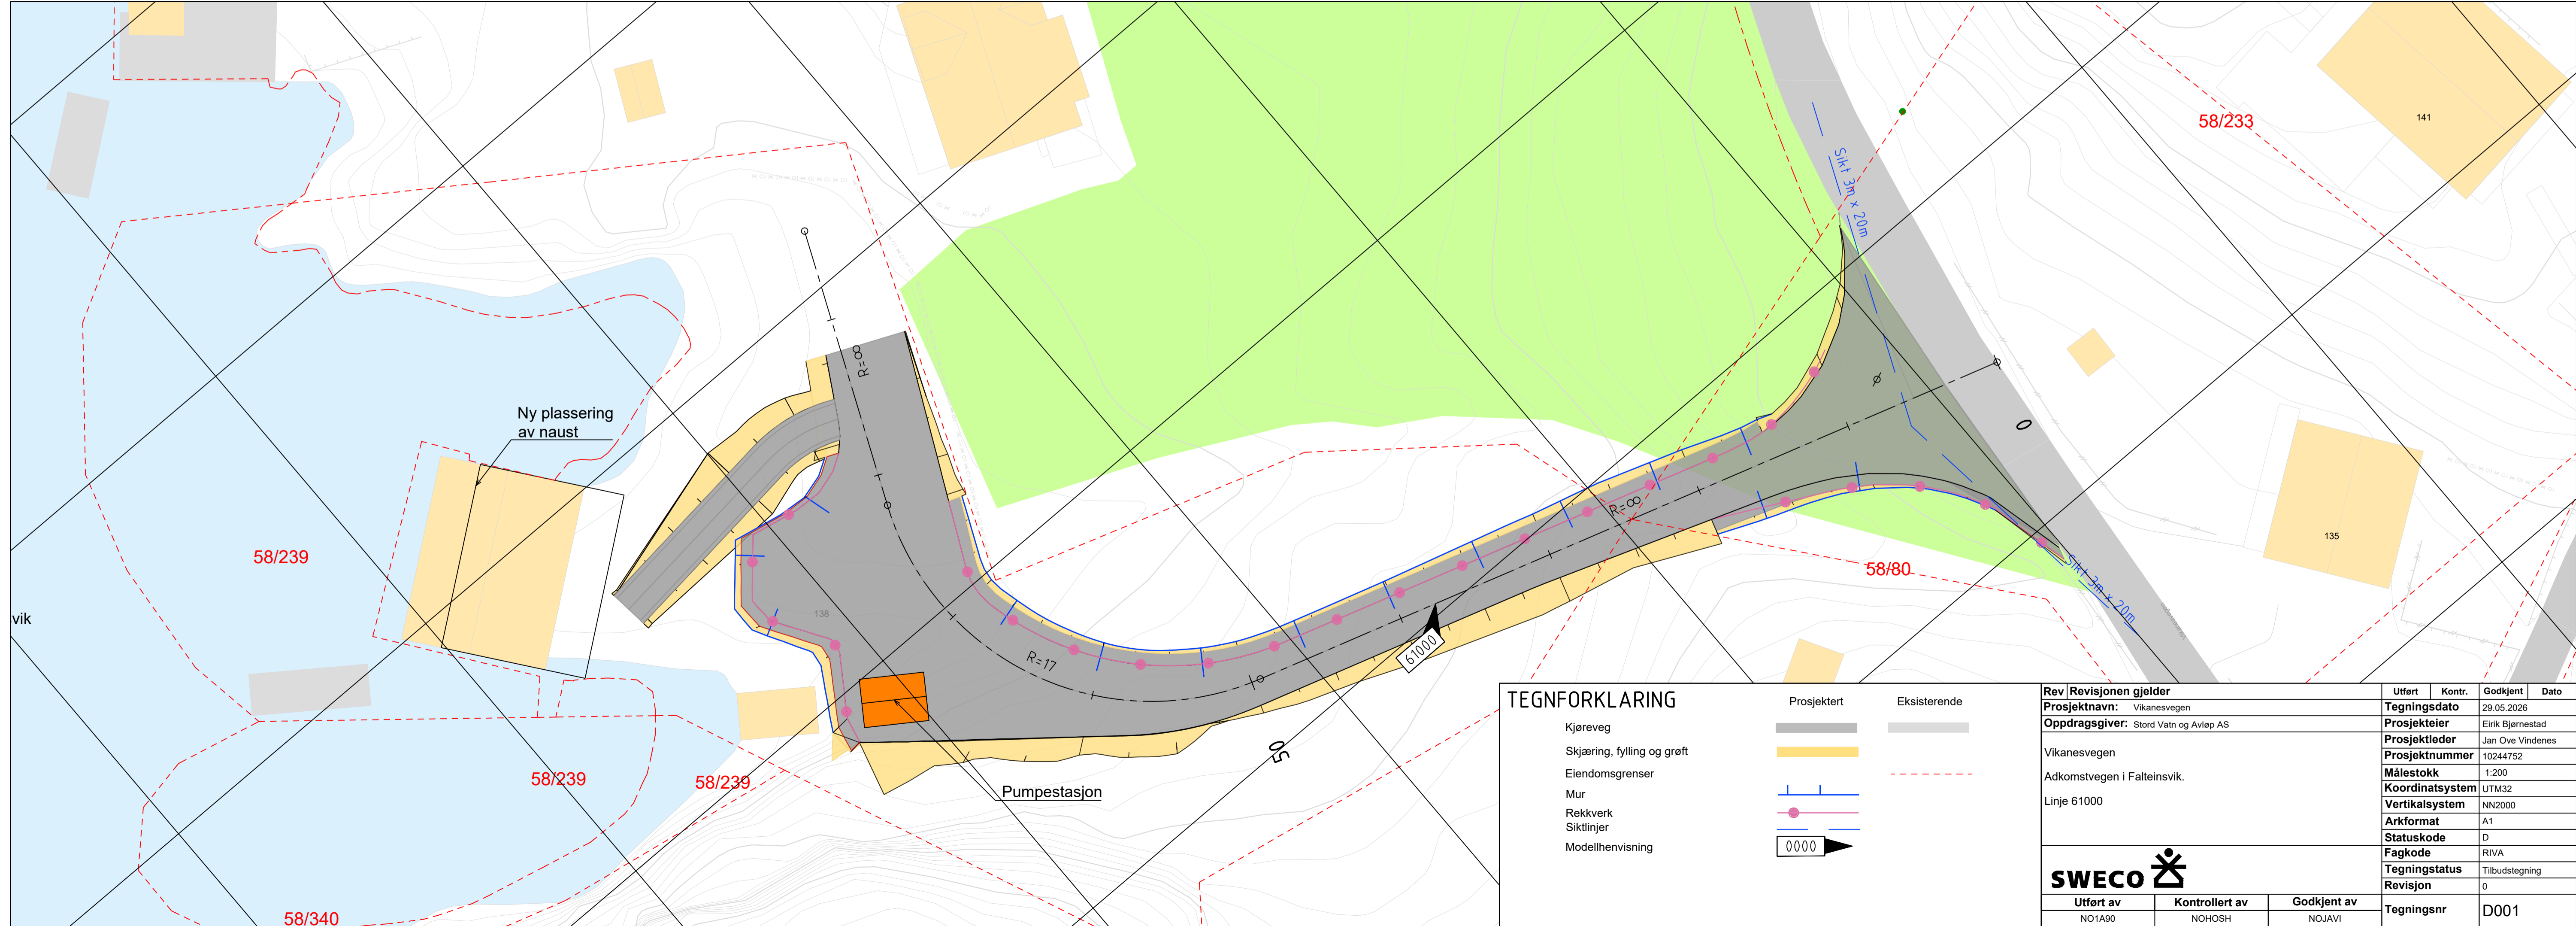 58/233
141
Sikt 3m x 20m
R=∞
Ny plassering
av naust
0
135
58/239
R=∞
58/80
138
Sikt 3m x 20m
svik
61000
R=17
50
58/239
58/239
Pumpestasjon
58/340
TEGNFORKLARING
Prosjektert Eksisterende
Kjøreveg
Skjæring, fylling og grøft
Eiendomsgrenser
Mur
Rekkverk
Siktlinjer
Modellhenvisning 0000
Rev Revisjonen gjelder Utført Kontr. Godkjent Dato
Prosjektnavn: Vikanesvegen
Oppdragsgiver: Stord Vatn og Avløp AS
Vikanesvegen
Adkomstvegen i Falteinsvik.
Linje 61000
SWECO
Utført av Kontrollert av Godkjent av
NO1A90 NOHOSH NOJAVI
Tegningsdato 29.05.2026
Prosjekteier Eirik Bjørnestad
Prosjektleder Jan Ove Vindenes
Prosjektnummer 10244752
Målestokk 1:200
Koordinatsystem UTM32
Vertikalsystem NN2000
Arkformat A1
Statuskode D
Fagkode RIVA
Tegningstatus Tilbudstegning
Revisjon 0
Tegningsnr D001